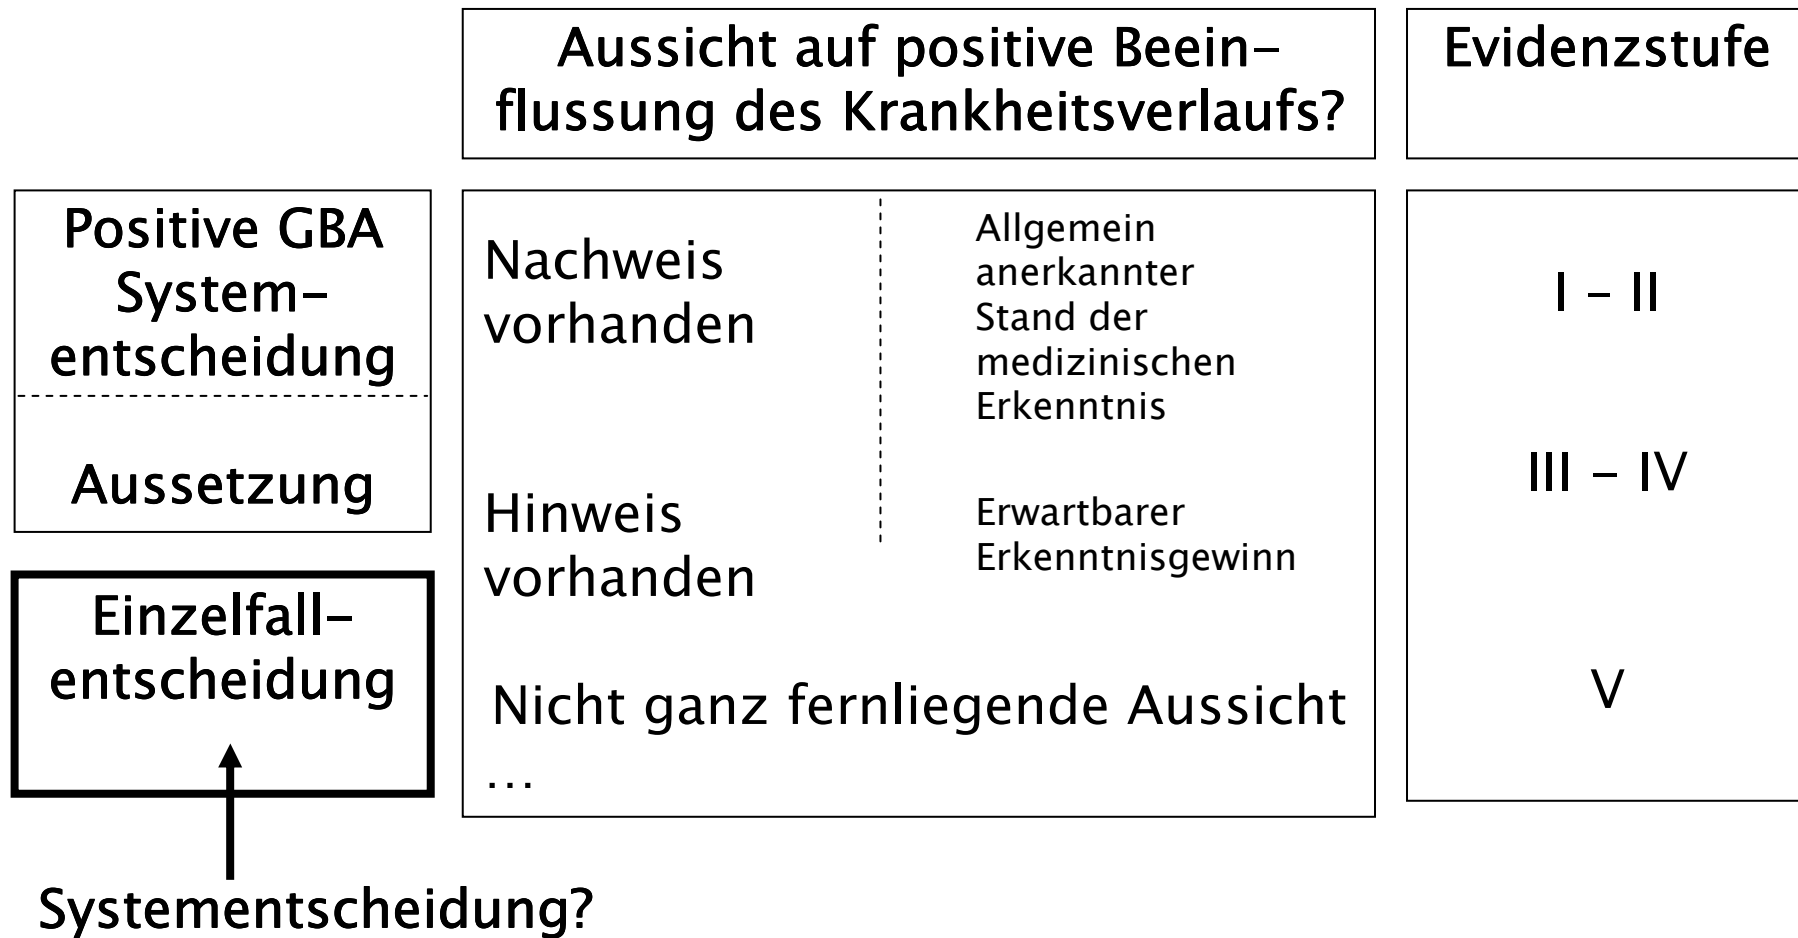 Aussicht auf positive Beein–
flussung des Krankheitsverlaufs?
Evidenzstufe
Positive GBA
System–
entscheidung
Aussetzung
Nachweis
vorhanden
Allgemein
anerkannter
Stand der
medizinischen
Erkenntnis
I – II
Hinweis
vorhanden
Erwartbarer
Erkenntnisgewinn
III – IV
Einzelfall–
entscheidung
Nicht ganz fernliegende Aussicht
…
V
Systementscheidung?